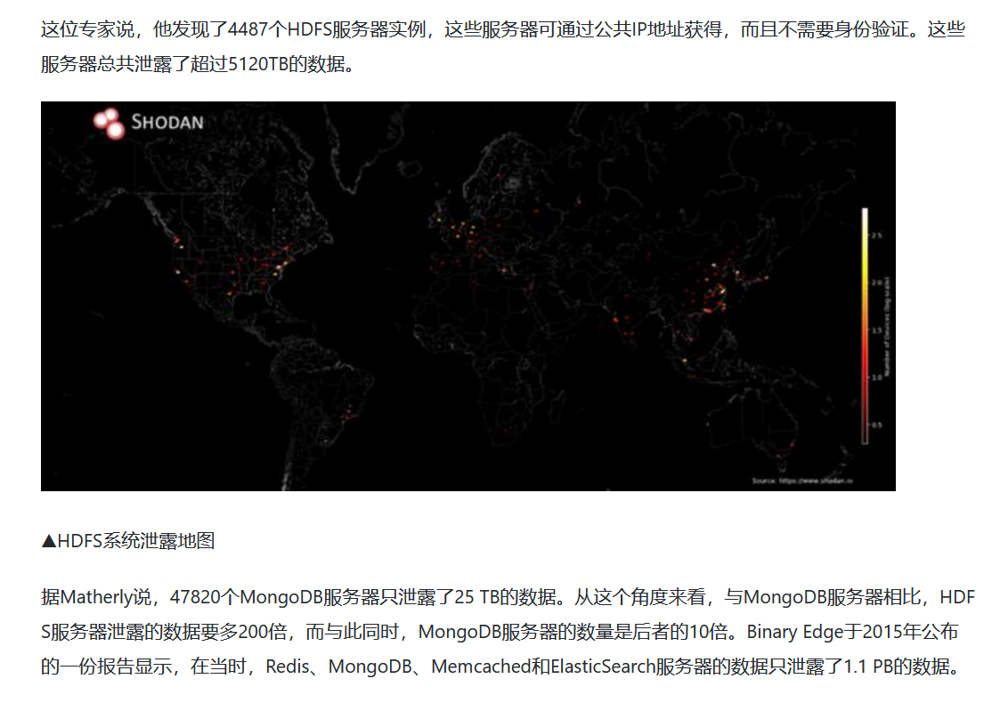 这位专家说，他发现了4487个HDFS服务器实例，这些服务器可通过公共IP地址获得，而且不需要身份验证。这些
服务器总共泄露了超过5120TB的数据。
SHODAN
2.5
2.0
1.5
1.0
0.5
Number of Devices (log-scale)
Source: https://www.shodan.io
▲HDFS系统泄露地图
据Matherly说，47820个MongoDB服务器只泄露了25 TB的数据。从这个角度来看，与MongoDB服务器相比，HDF
S服务器泄露的数据要多200倍，而与此同时，MongoDB服务器的数量是后者的10倍。Binary Edge于2015年公布
的一份报告显示，在当时，Redis、MongoDB、Memcached和ElasticSearch服务器的数据只泄露了1.1 PB的数据。